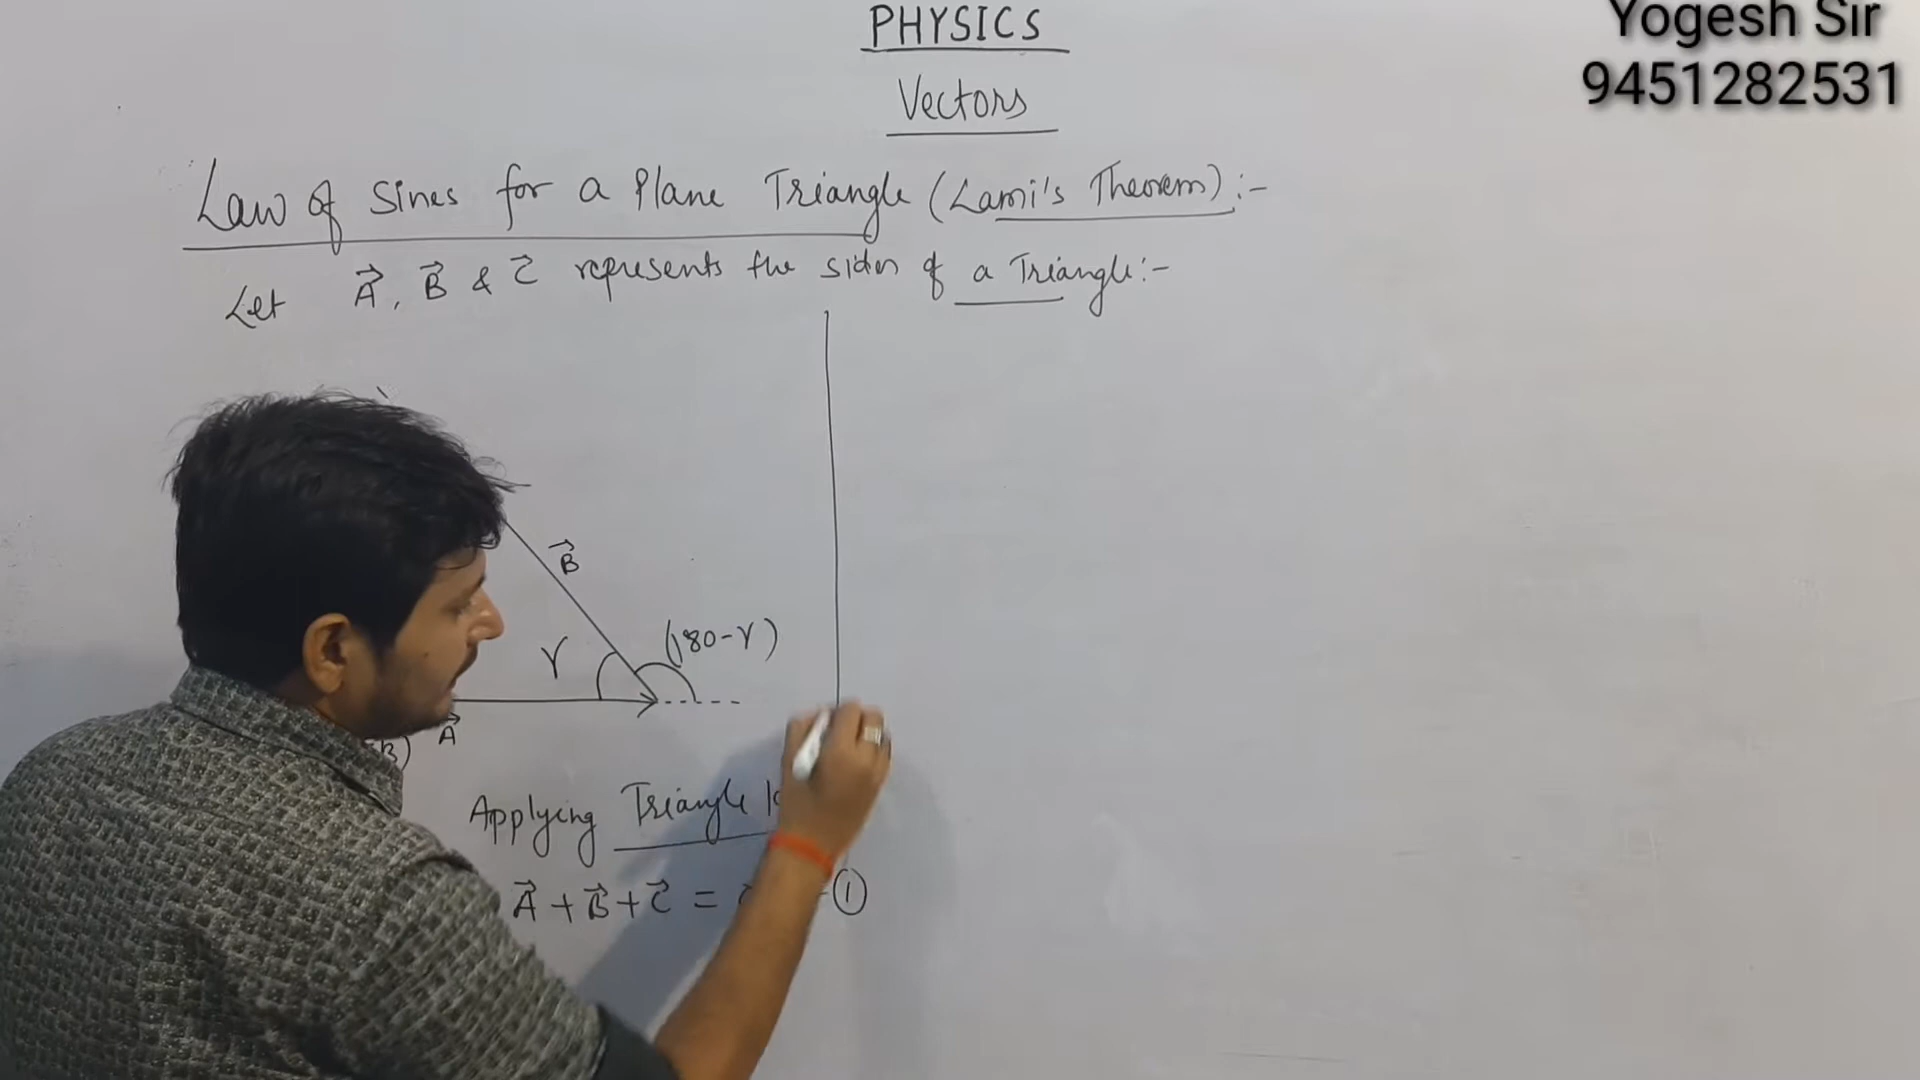 PHYSICS
Yogesh Sir
9451282531
Vectors
Law of Sines for a Plane Triangle (Lami's Theorem) :-
Let A⃗, B⃗ & C⃗ represents the sides of a Triangle :-
B⃗
γ
(180-γ)
A⃗
Applying Triangle
A⃗ + B⃗ + C⃗ = ①